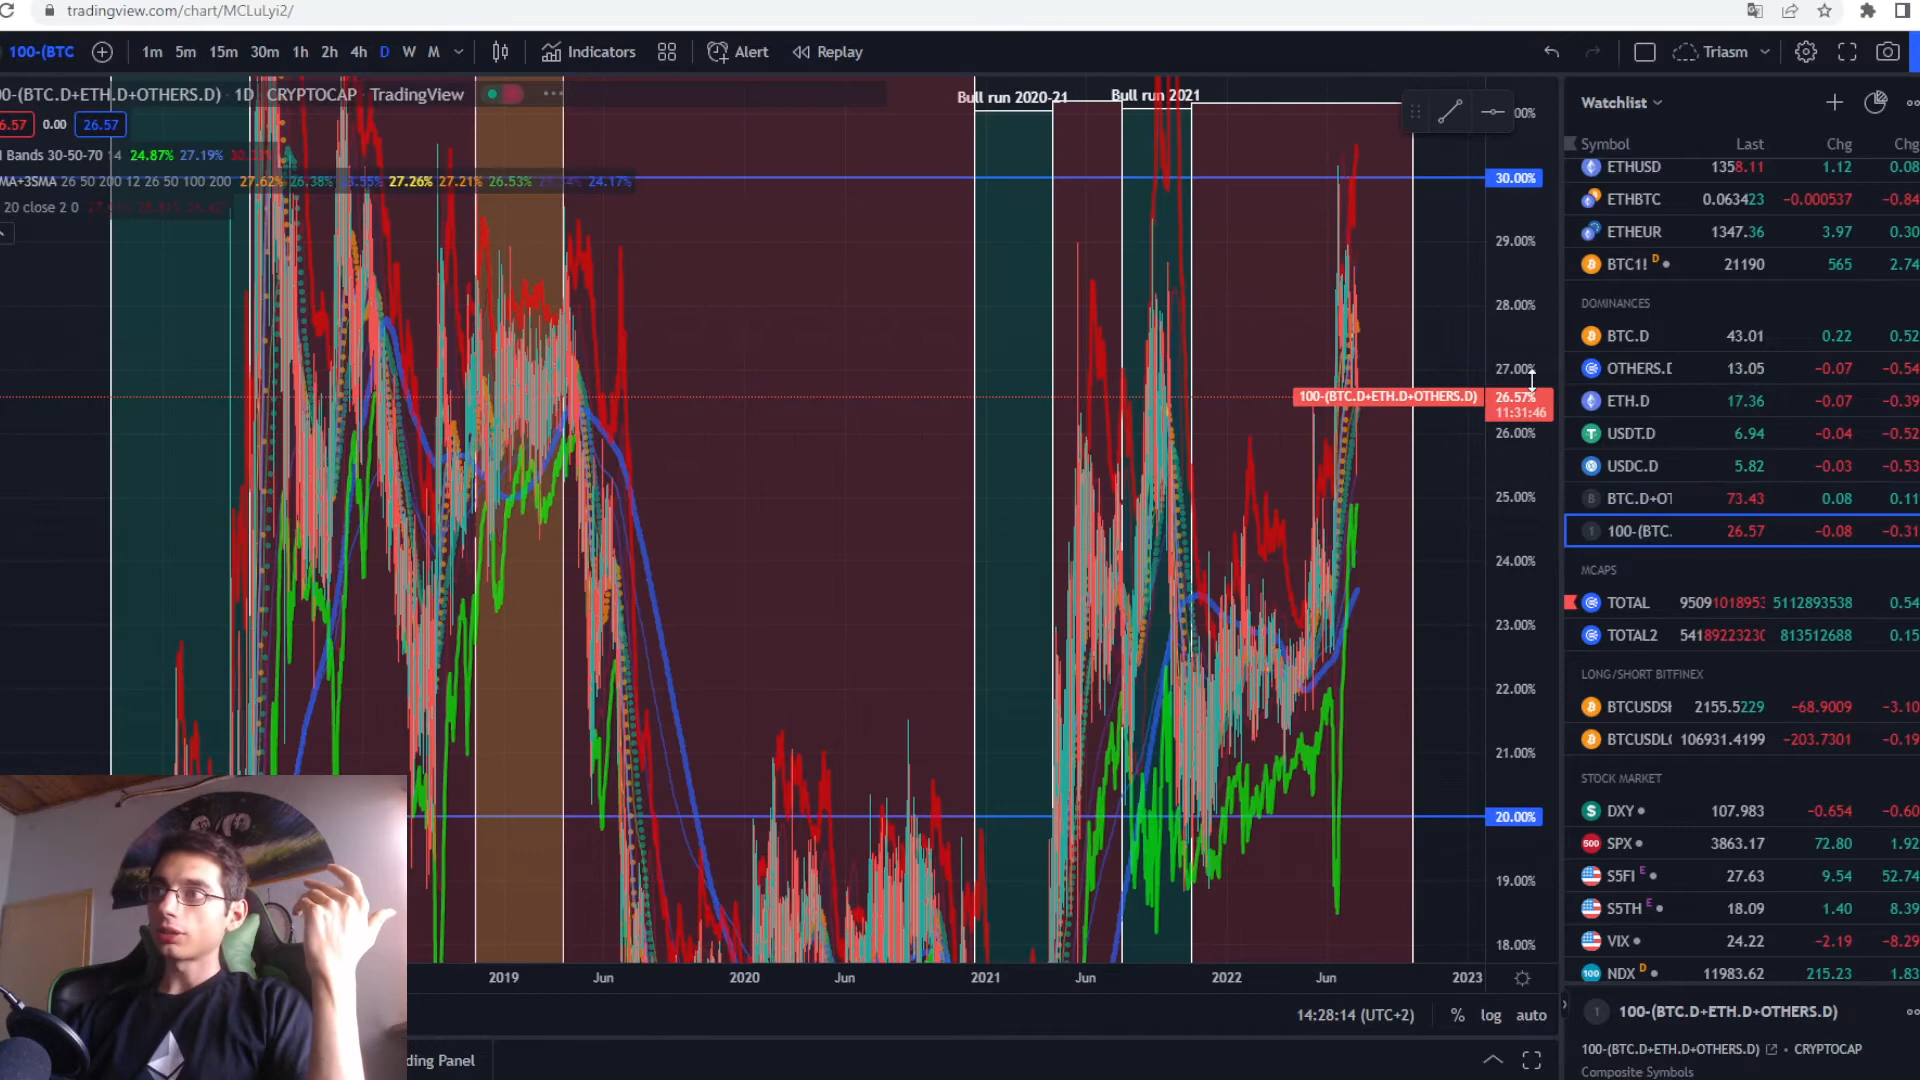 tradingview.com/chart/MCLuLyi2/
100-(BTC 1m 5m 15m 30m 1h 2h 4h D W M Indicators Alert Replay Triasm
0-(BTC.D+ETH.D+OTHERS.D) · 1D CRYPTOCAP TradingView
6.57 0.00 26.57
Bands 30-50-70 14 24.87% 27.19%
MA+3SMA 26 50 200 12 26 50 100 200 27.62% 26.38% 27.26% 27.21% 26.53% 24.17%
20 close 2 0
Bull run 2020-21
Bull run 2021
30.00%
29.00%
28.00%
27.00%
100-(BTC.D+ETH.D+OTHERS.D) 26.57%
11:31:46
26.00%
25.00%
24.00%
23.00%
22.00%
21.00%
20.00%
19.00%
18.00%
2019 Jun 2020 Jun 2021 Jun 2022 Jun 2023
14:28:14 (UTC+2) % log auto
ding Panel
Watchlist
Symbol Last Chg Chg
ETHUSD 1358.11 1.12 0.08
ETHBTC 0.063423 −0.000537 −0.84
ETHEUR 1347.36 3.97 0.30
BTC1! D 21190 565 2.74
DOMINANCES
BTC.D 43.01 0.22 0.52
OTHERS.D 13.05 −0.07 −0.54
ETH.D 17.36 −0.07 −0.39
USDT.D 6.94 −0.04 −0.52
USDC.D 5.82 −0.03 −0.53
B BTC.D+OT 73.43 0.08 0.11
1 100-(BTC. 26.57 −0.08 −0.31
MCAPS
TOTAL 95091018953 5112893538 0.54
TOTAL2 54189223230 813512688 0.15
LONG/SHORT BITFINEX
BTCUSDSH 2155.5229 −68.9009 −3.10
BTCUSDLO 106931.4199 −203.7301 −0.19
STOCK MARKET
DXY 107.983 −0.654 −0.60
500 SPX 3863.17 72.80 1.92
S5FI E 27.63 9.54 52.74
S5TH E 18.09 1.40 8.39
VIX 24.22 −2.19 −8.29
100 NDX D 11983.62 215.23 1.83
1 100-(BTC.D+ETH.D+OTHERS.D)
100-(BTC.D+ETH.D+OTHERS.D) • CRYPTOCAP
Composite Symbols